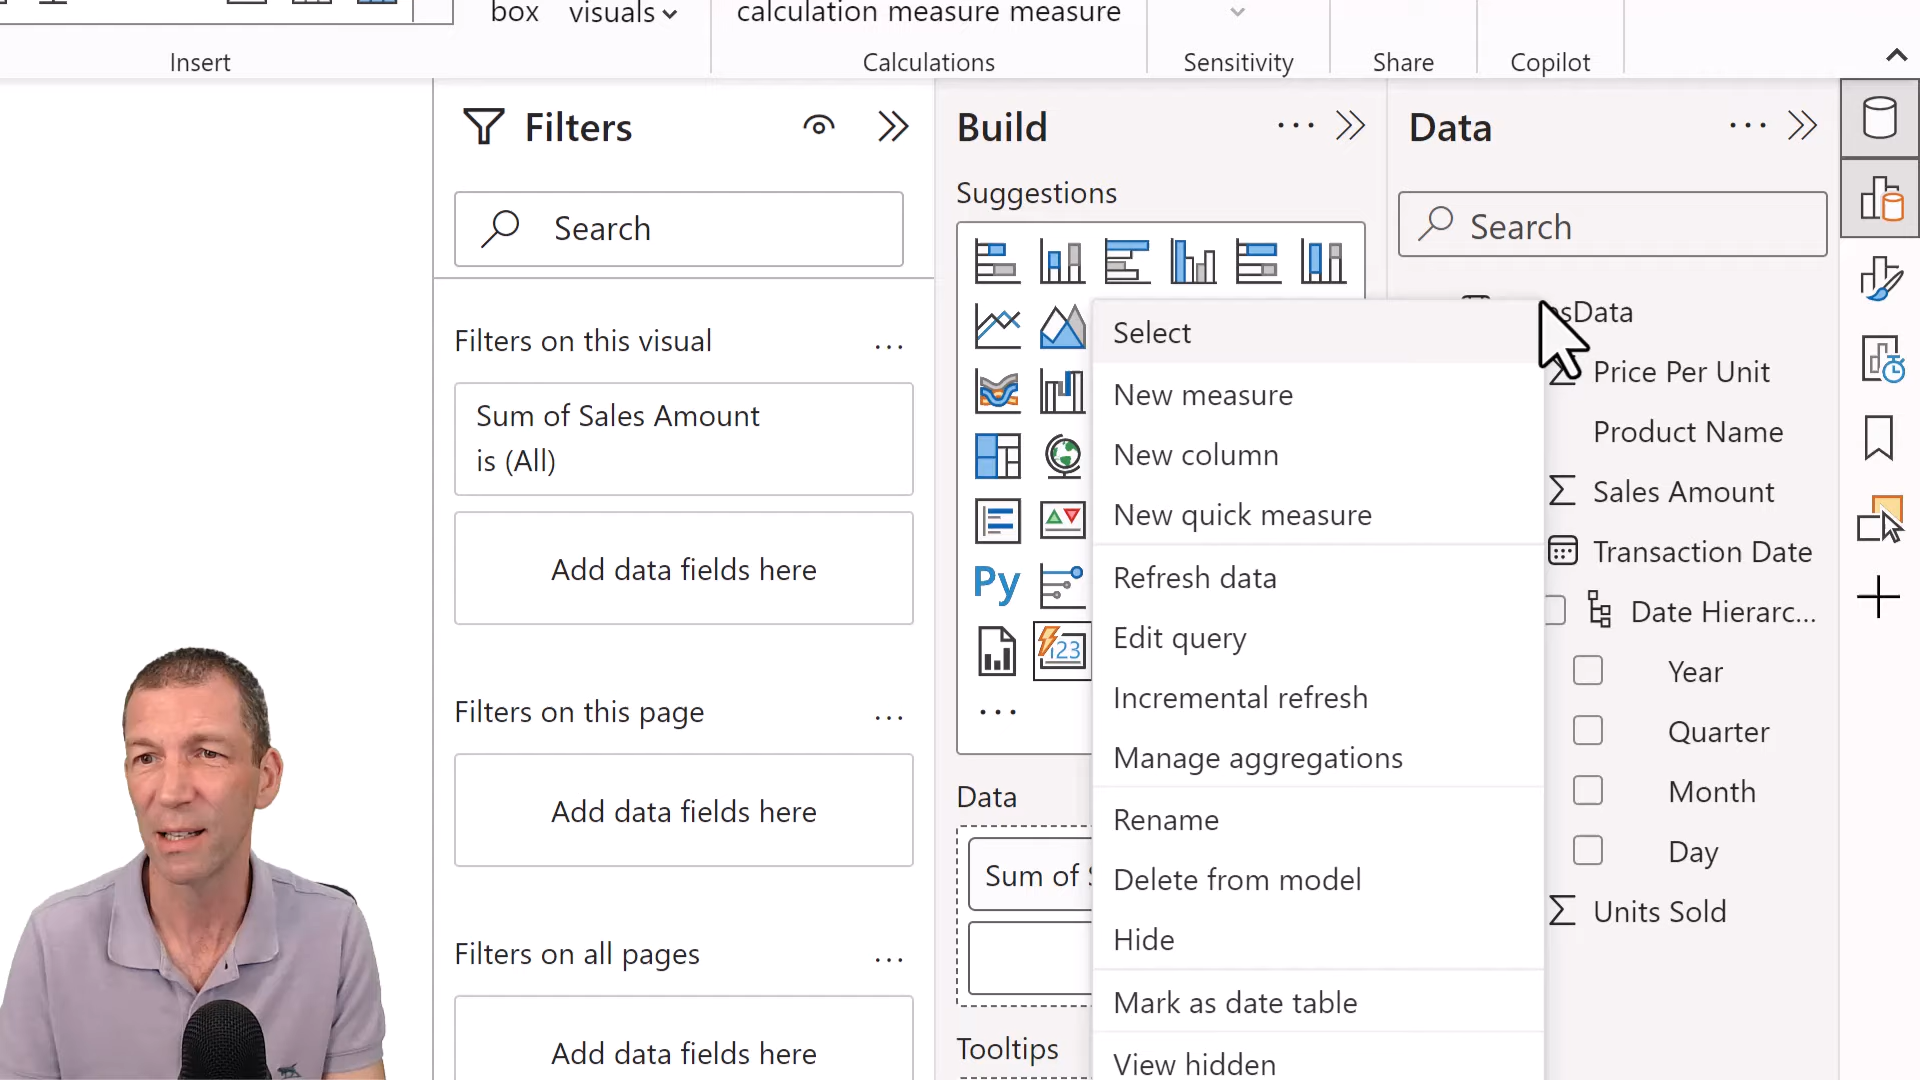 box visuals
calculation measure measure
Insert
Calculations
Sensitivity
Share
Copilot
Filters
Search
Filters on this visual
...
Sum of Sales Amount
is (All)
Add data fields here
Filters on this page
...
Add data fields here
Filters on all pages
...
Add data fields here
Build
...
Suggestions
Py
123
...
Data
Sum of
Tooltips
Select
New measure
New column
New quick measure
Refresh data
Edit query
Incremental refresh
Manage aggregations
Rename
Delete from model
Hide
Mark as date table
View hidden
Data
...
Search
esData
Price Per Unit
Product Name
Sales Amount
Transaction Date
Date Hierarc...
Year
Quarter
Month
Day
Units Sold